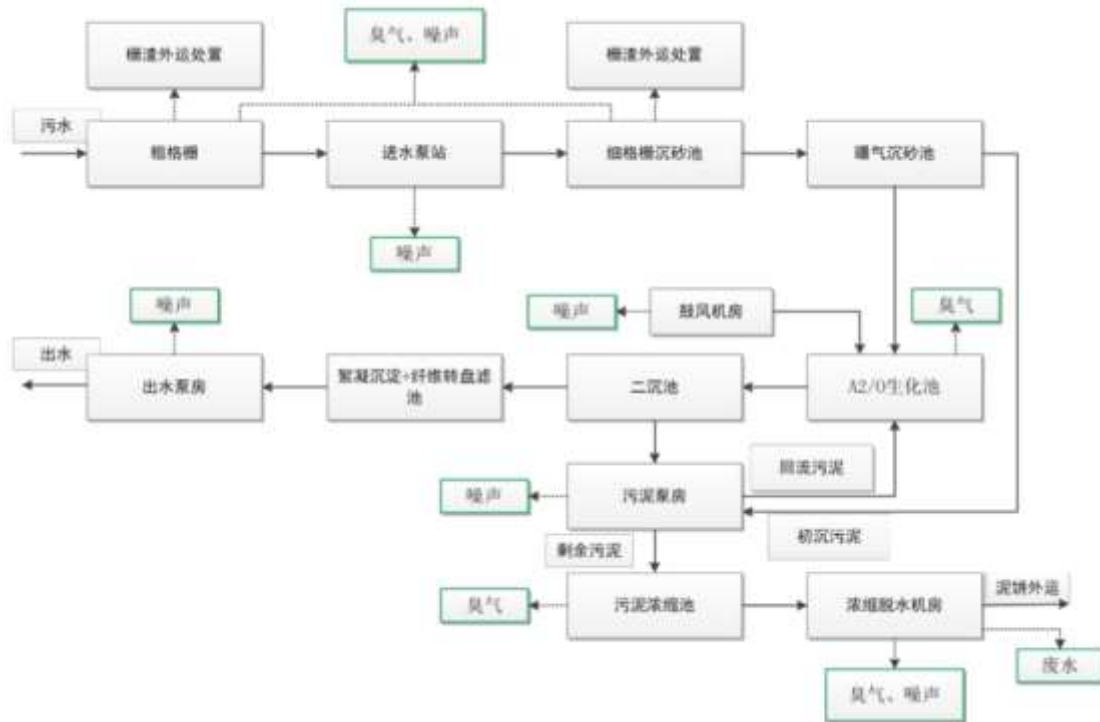 臭气、噪声
栅渣外运处置
栅渣外运处置
污水
粗格栅
进水泵站
细格栅沉砂池
曝气沉砂池
噪声
噪声
噪声
鼓风机房
臭气
出水
出水泵房
絮凝沉淀+纤维转盘滤
池
二沉池
A2/O生化池
回流污泥
噪声
污泥泵房
初沉污泥
剩余污泥
臭气
污泥浓缩池
浓缩脱水机房
泥饼外运
废水
臭气、噪声